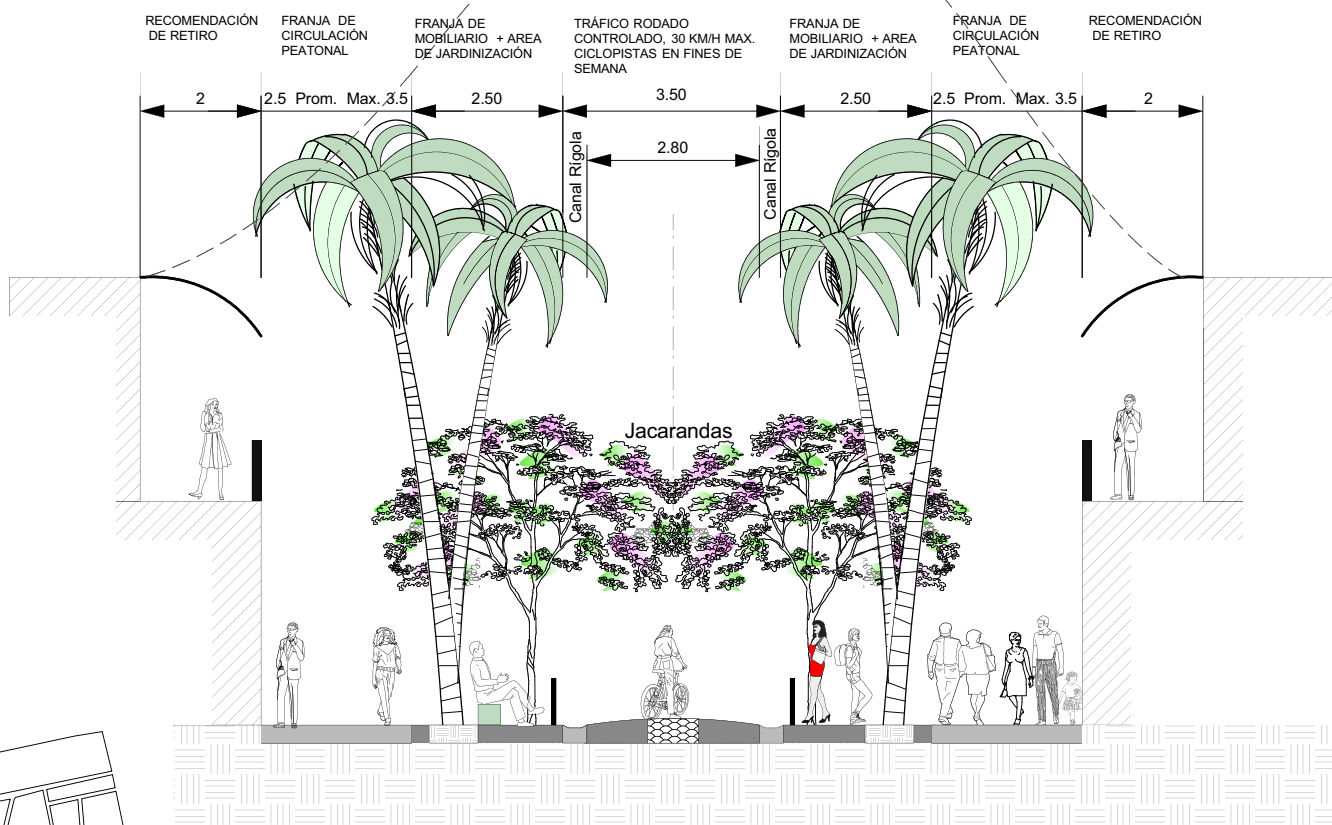 RECOMENDACIÓN
DE RETIRO
FRANJA DE
CIRCULACIÓN
PEATONAL
FRANJA DE
MOBILIARIO + AREA
DE JARDINIZACIÓN
TRÁFICO RODADO
CONTROLADO, 30 KM/H MAX.
CICLOPISTAS EN FINES DE
SEMANA
FRANJA DE
MOBILIARIO + AREA
DE JARDINIZACIÓN
FRANJA DE
CIRCULACIÓN
PEATONAL
RECOMENDACIÓN
DE RETIRO
2
2.5 Prom. Max. 3.5
2.50
3.50
2.50
2.5 Prom. Max. 3.5
2
2.80
Canal Rígola
Canal Rígola
Jacarandas